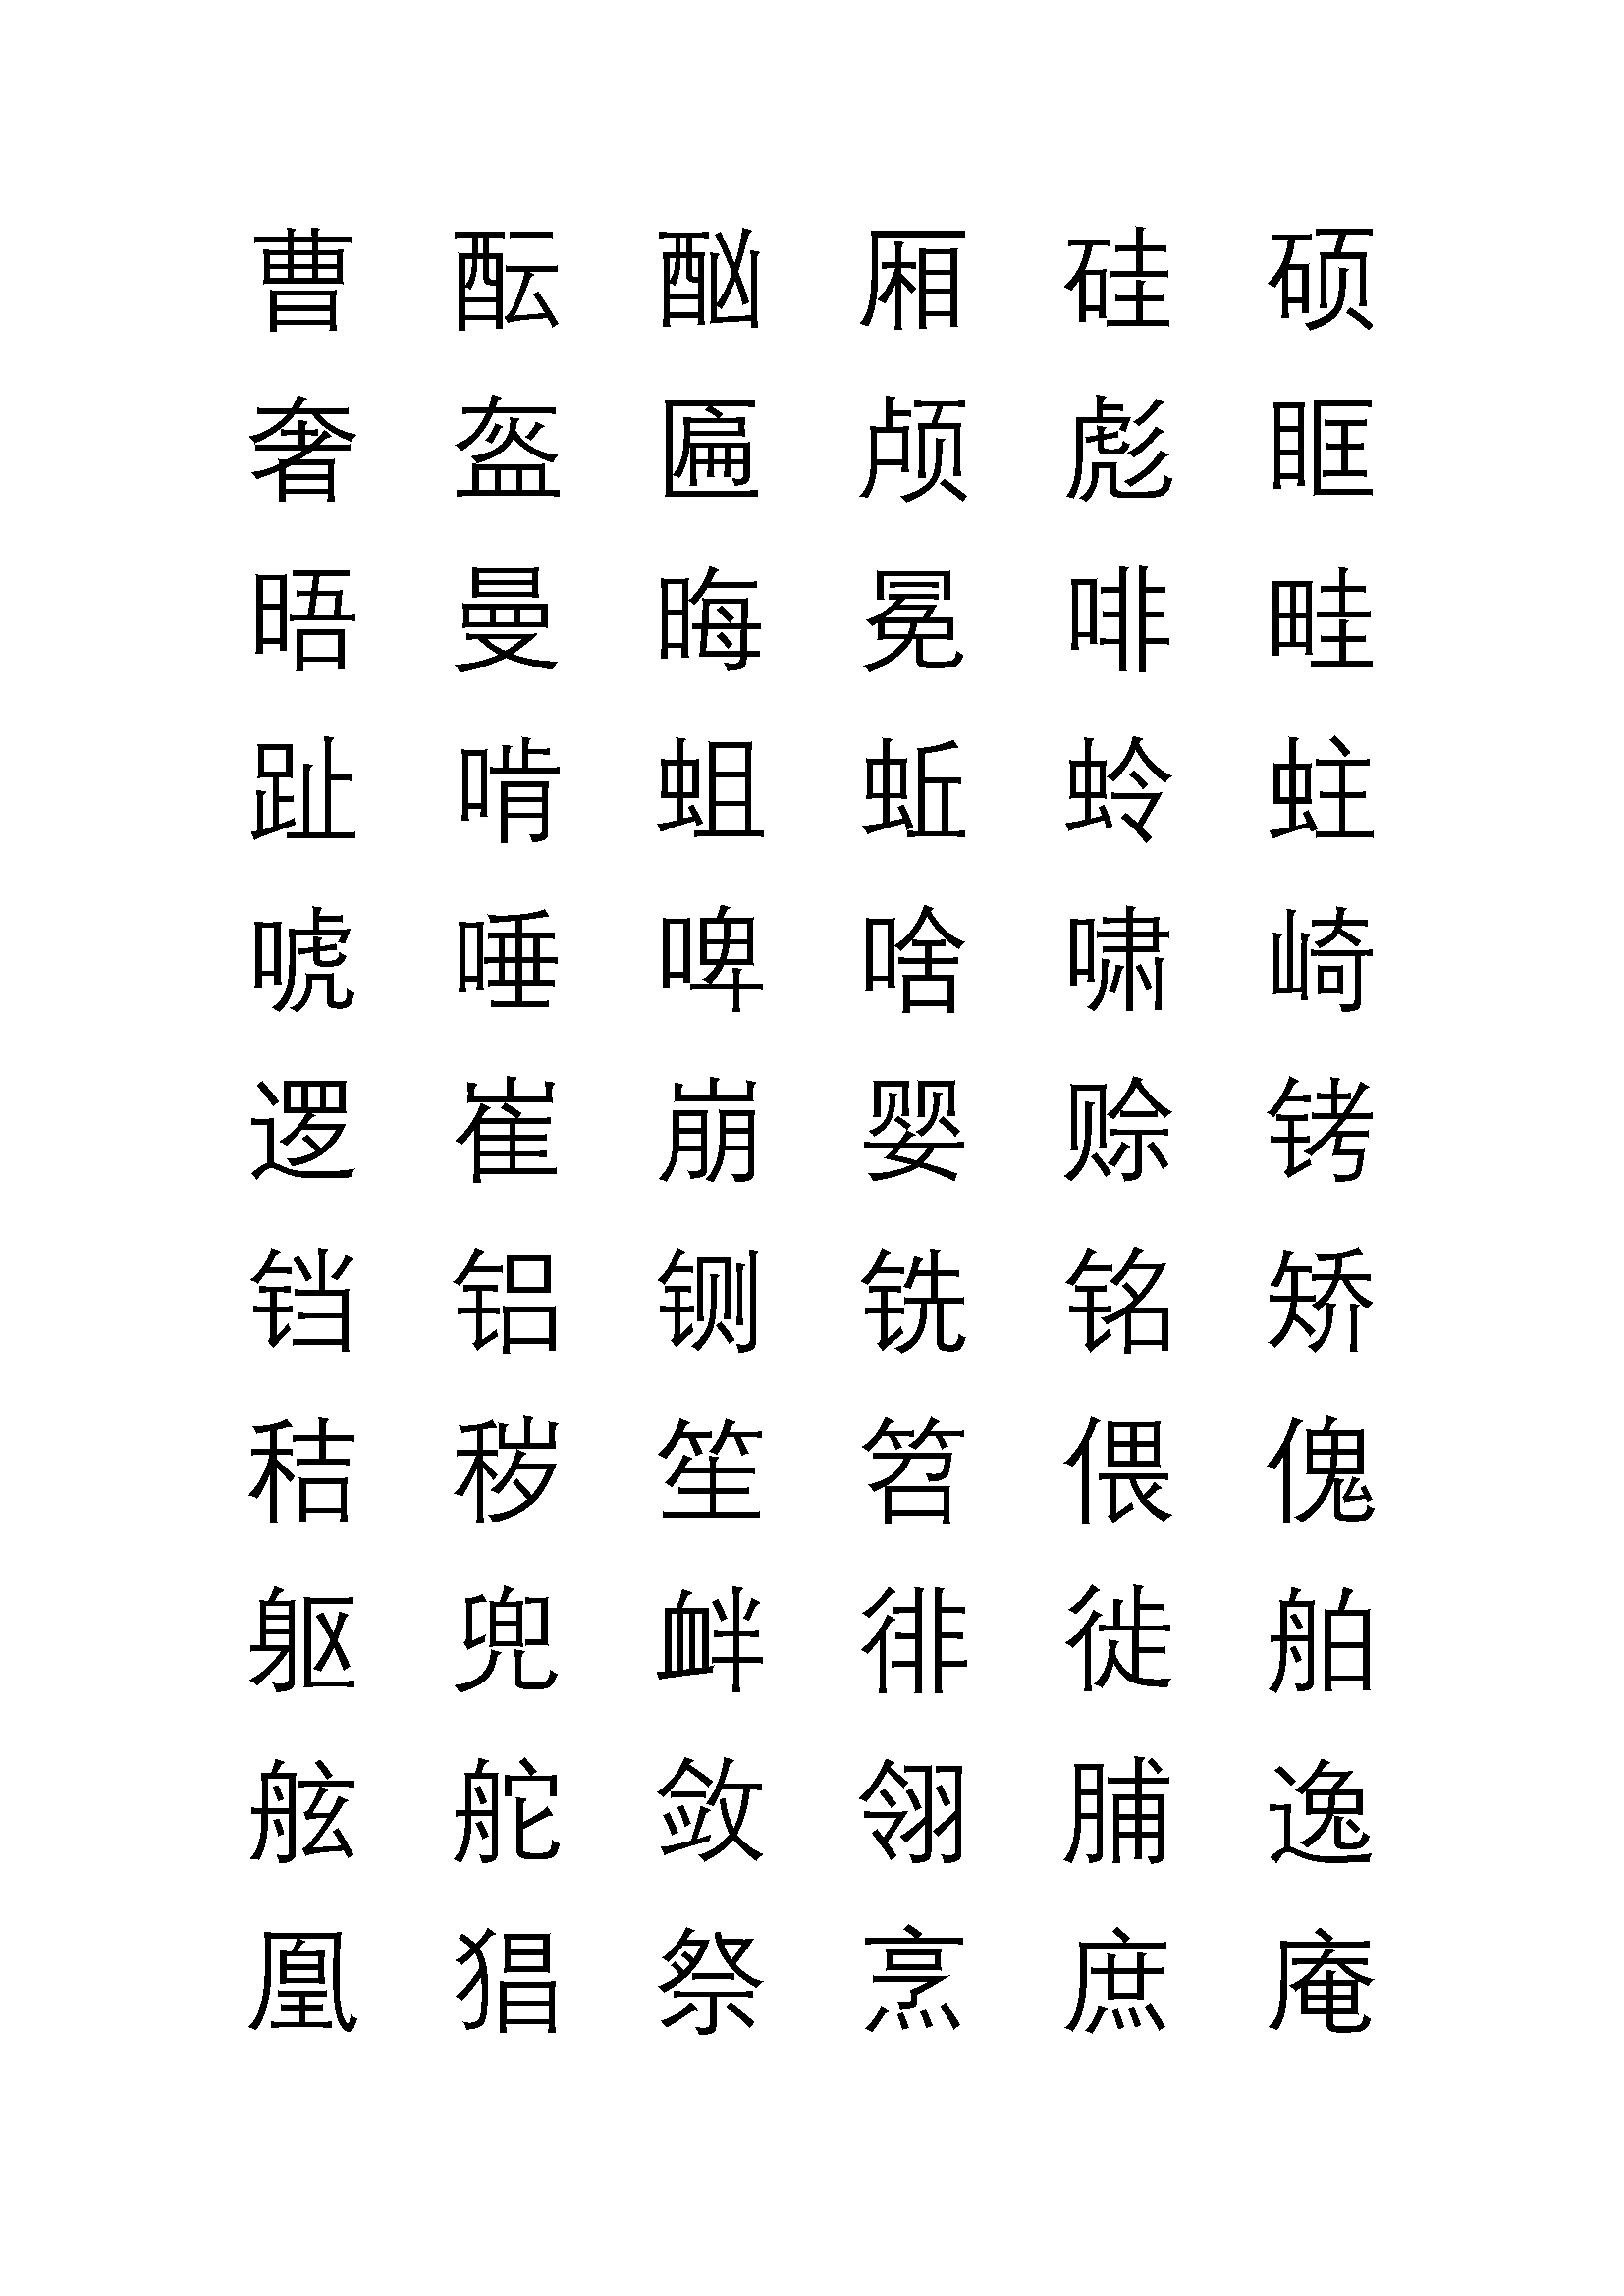 曹 酝 酗 厢 硅 硕
奢 盔 匾 颅 彪 眶
晤 曼 晦 冕 啡 畦
趾 啃 蛆 蚯 蛉 蛀
唬 唾 啤 啥 啸 崎
逻 崔 崩 婴 赊 铐
铛 铝 铡 铣 铭 矫
秸 秽 笙 笤 偎 傀
躯 兜 衅 徘 徙 舶
舷 舵 敛 翎 脯 逸
凰 猖 祭 烹 庶 庵